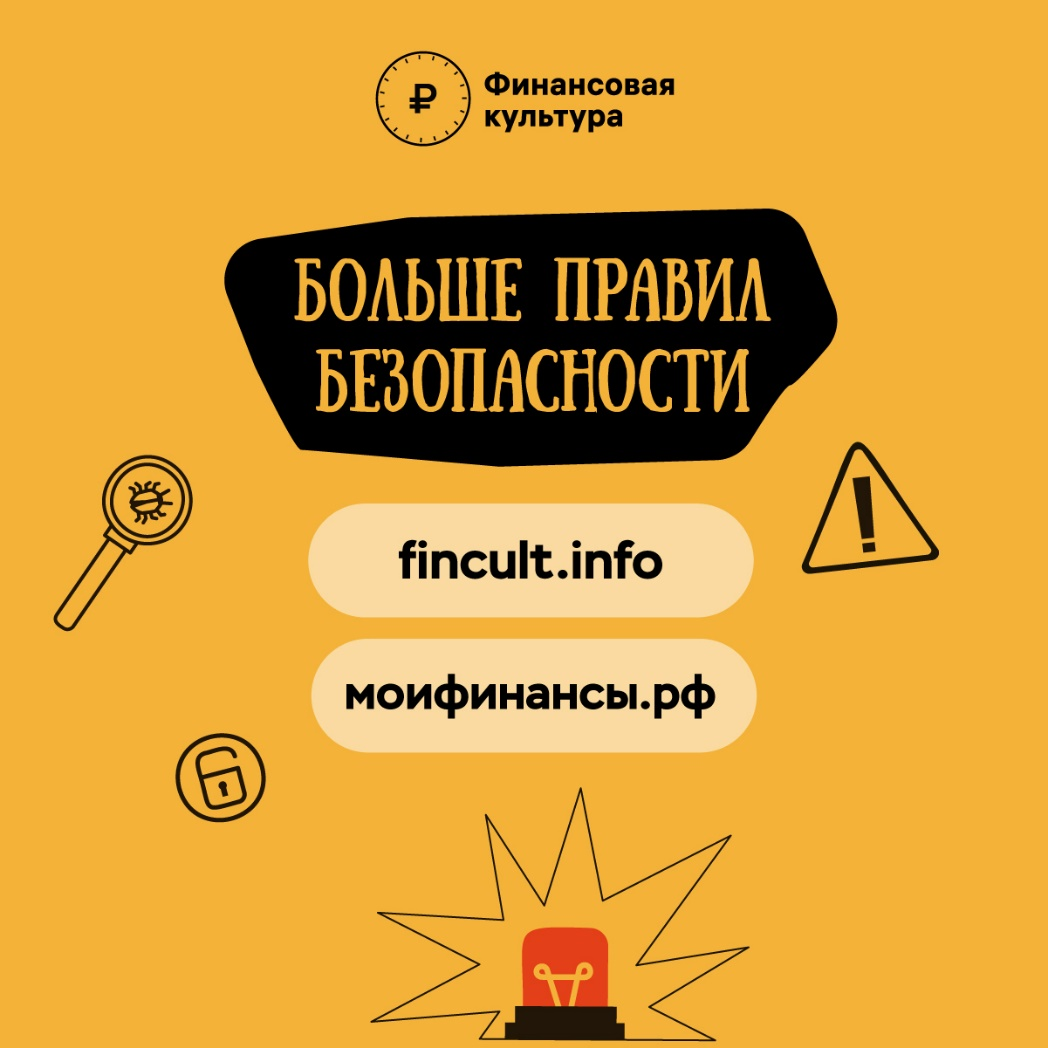 ₽
Финансовая
культура
БОЛЬШЕ ПРАВИЛ
БЕЗОПАСНОСТИ
!
fincult.info
моифинансы.рф